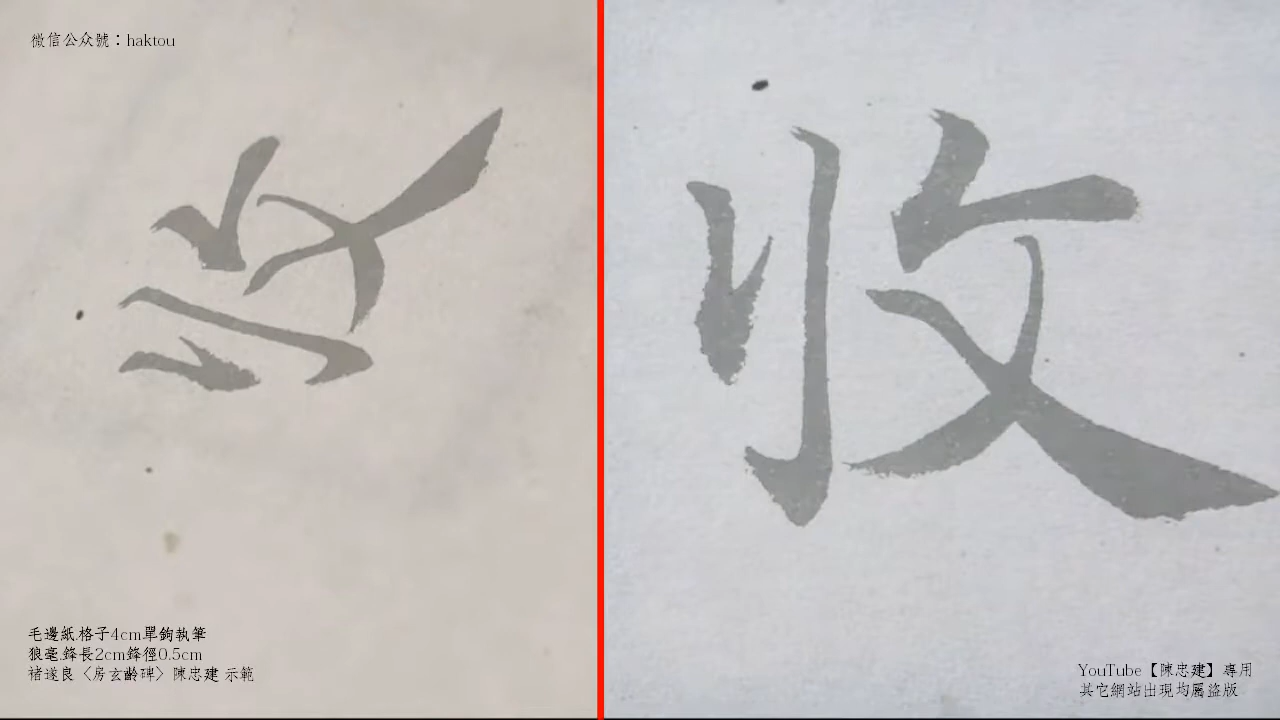 微信公众號：haktou
收
收
毛邊紙.格子4cm單鉤執筆
狼毫.鋒長2cm鋒徑0.5cm
褚遂良〈房玄齡碑〉陳忠建 示範
YouTube【陳忠建】專用
其它網站出現均屬盜版